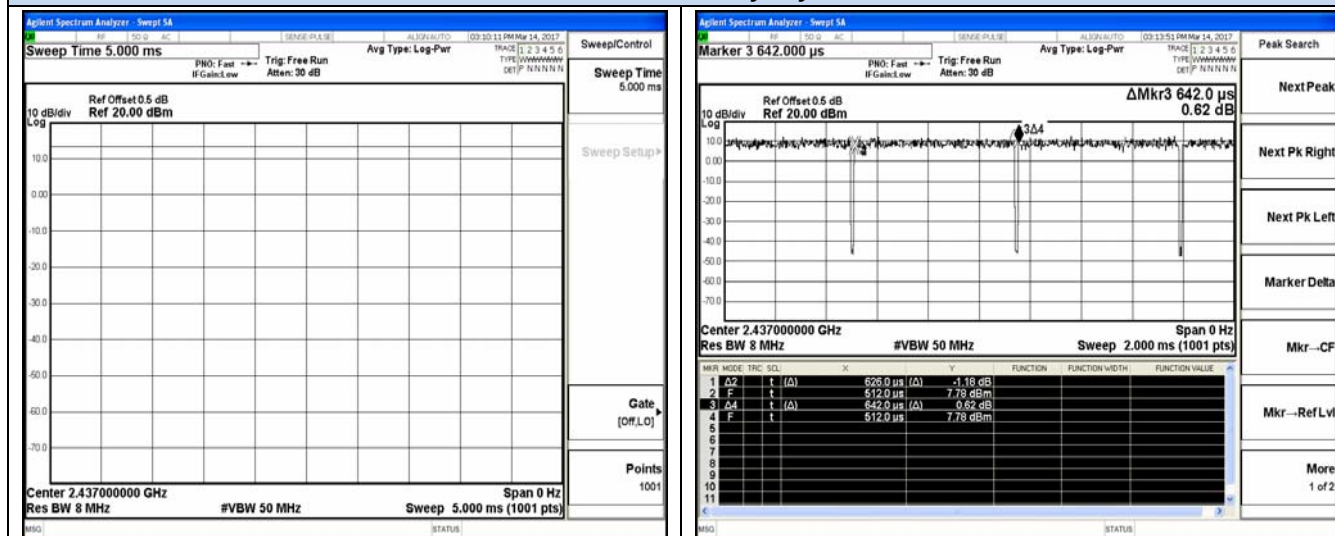 Agilent Spectrum Analyzer - Swept SA
RF 50 Ω AC SENSE:PULSE ALIGN AUTO 03:10:11 PM Mar 14, 2017
Sweep Time 5.000 ms
Avg Type: Log-Pwr
TRACE 1 2 3 4 5 6
TYPE
DET P NNNNN
PNO: Fast Trig: Free Run
IFGain:Low Atten: 30 dB
Ref Offset 0.5 dB
10 dB/div Ref 20.00 dBm
Log
10.0
0.00
-10.0
-20.0
-30.0
-40.0
-50.0
-60.0
-70.0
Center 2.437000000 GHz Span 0 Hz
Res BW 8 MHz #VBW 50 MHz Sweep 5.000 ms (1001 pts)
MSG STATUS
Sweep/Control
Sweep Time
5.000 ms
Sweep Setup
Gate
[Off,LO]
Points
1001
Agilent Spectrum Analyzer - Swept SA
RF 50 Ω AC SENSE:PULSE ALIGN AUTO 03:13:51 PM Mar 14, 2017
Marker 3 642.000 µs
Avg Type: Log-Pwr
TRACE 1 2 3 4 5 6
TYPE
DET P NNNNN
PNO: Fast Trig: Free Run
IFGain:Low Atten: 30 dB
ΔMkr3 642.0 µs
0.62 dB
Ref Offset 0.5 dB
10 dB/div Ref 20.00 dBm
Log
3Δ4
10.0
0.00
-10.0
-20.0
-30.0
-40.0
-50.0
-60.0
-70.0
Center 2.437000000 GHz Span 0 Hz
Res BW 8 MHz #VBW 50 MHz Sweep 2.000 ms (1001 pts)
MKR MODE TRC SCL X Y FUNCTION FUNCTION WIDTH FUNCTION VALUE
1 Δ2 t (Δ) 626.0 µs (Δ) -1.18 dB
2 F t 512.0 µs 7.78 dBm
3 Δ4 t (Δ) 642.0 µs (Δ) 0.62 dB
4 F t 512.0 µs 7.78 dBm
5
6
7
8
9
10
11
MSG STATUS
Peak Search
Next Peak
Next Pk Right
Next Pk Left
Marker Delta
Mkr→CF
Mkr→Ref Lvl
More
1 of 2